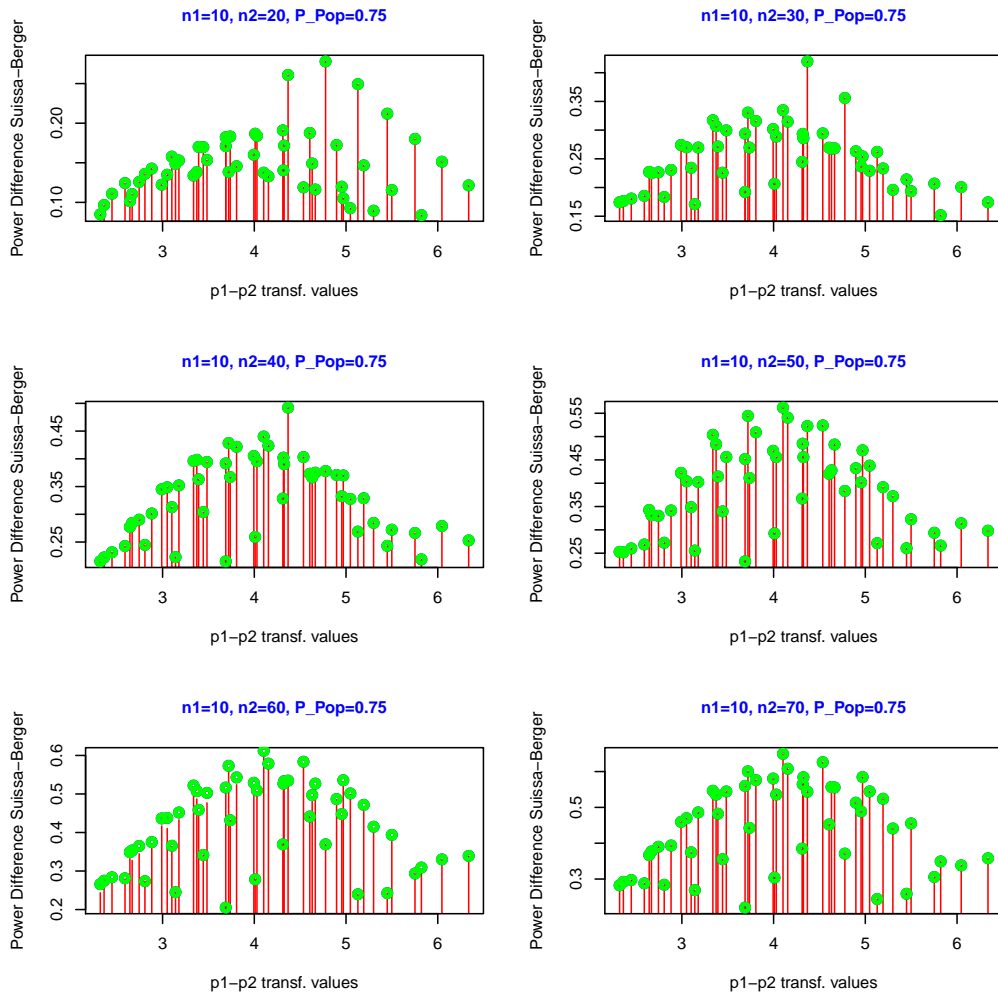 n1=10, n2=20, P_Pop=0.75
Power Difference Suissa−Berger
0.10
0.20
3
4
5
6
p1−p2 transf. values
n1=10, n2=30, P_Pop=0.75
Power Difference Suissa−Berger
0.15
0.25
0.35
3
4
5
6
p1−p2 transf. values
n1=10, n2=40, P_Pop=0.75
Power Difference Suissa−Berger
0.25
0.35
0.45
3
4
5
6
p1−p2 transf. values
n1=10, n2=50, P_Pop=0.75
Power Difference Suissa−Berger
0.25
0.35
0.45
0.55
3
4
5
6
p1−p2 transf. values
n1=10, n2=60, P_Pop=0.75
Power Difference Suissa−Berger
0.2
0.3
0.4
0.5
0.6
3
4
5
6
p1−p2 transf. values
n1=10, n2=70, P_Pop=0.75
Power Difference Suissa−Berger
0.3
0.5
3
4
5
6
p1−p2 transf. values